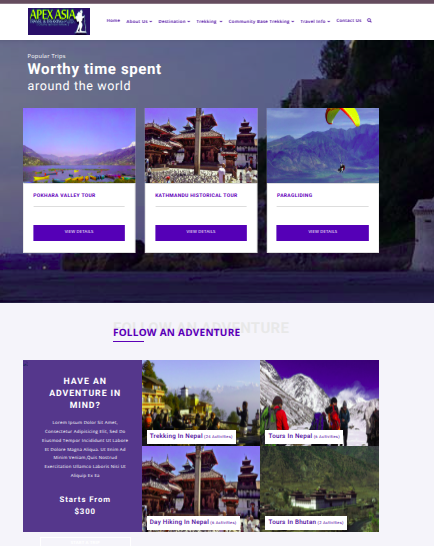 APEX ASIA
Home About Us Destination Trekking Community Base Trekking Travel Info Contact Us
Popular Trips
Worthy time spent
around the world
POKHARA VALLEY TOUR
KATHMANDU HISTORICAL TOUR
PARAGLIDING
VIEW DETAILS
VIEW DETAILS
VIEW DETAILS
FOLLOW AN ADVENTURE
FOLLOW AN ADVENTURE
HAVE AN
ADVENTURE IN
MIND?
Lorem Ipsum Dolor Sit Amet,
Consectetur Adipisicing Elit, Sed Do
Eiusmod Tempor Incididunt Ut Labore
Et Dolore Magna Aliqua. Ut Enim Ad
Minim Veniam,Quis Nostrud
Exercitation Ullamco Laboris Nisi Ut
Aliquip Ex Ea
Starts From
$300
Trekking In Nepal (23 Activities)
Tours In Nepal (6 Activities)
Day Hiking In Nepal (6 Activities)
Tours In Bhutan (3 Activities)